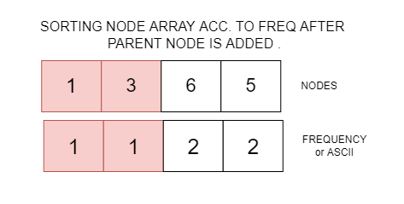 SORTING NODE ARRAY ACC. TO FREQ AFTER
PARENT NODE IS ADDED .
1 3 6 5 NODES
1 1 2 2 FREQUENCY
or ASCII